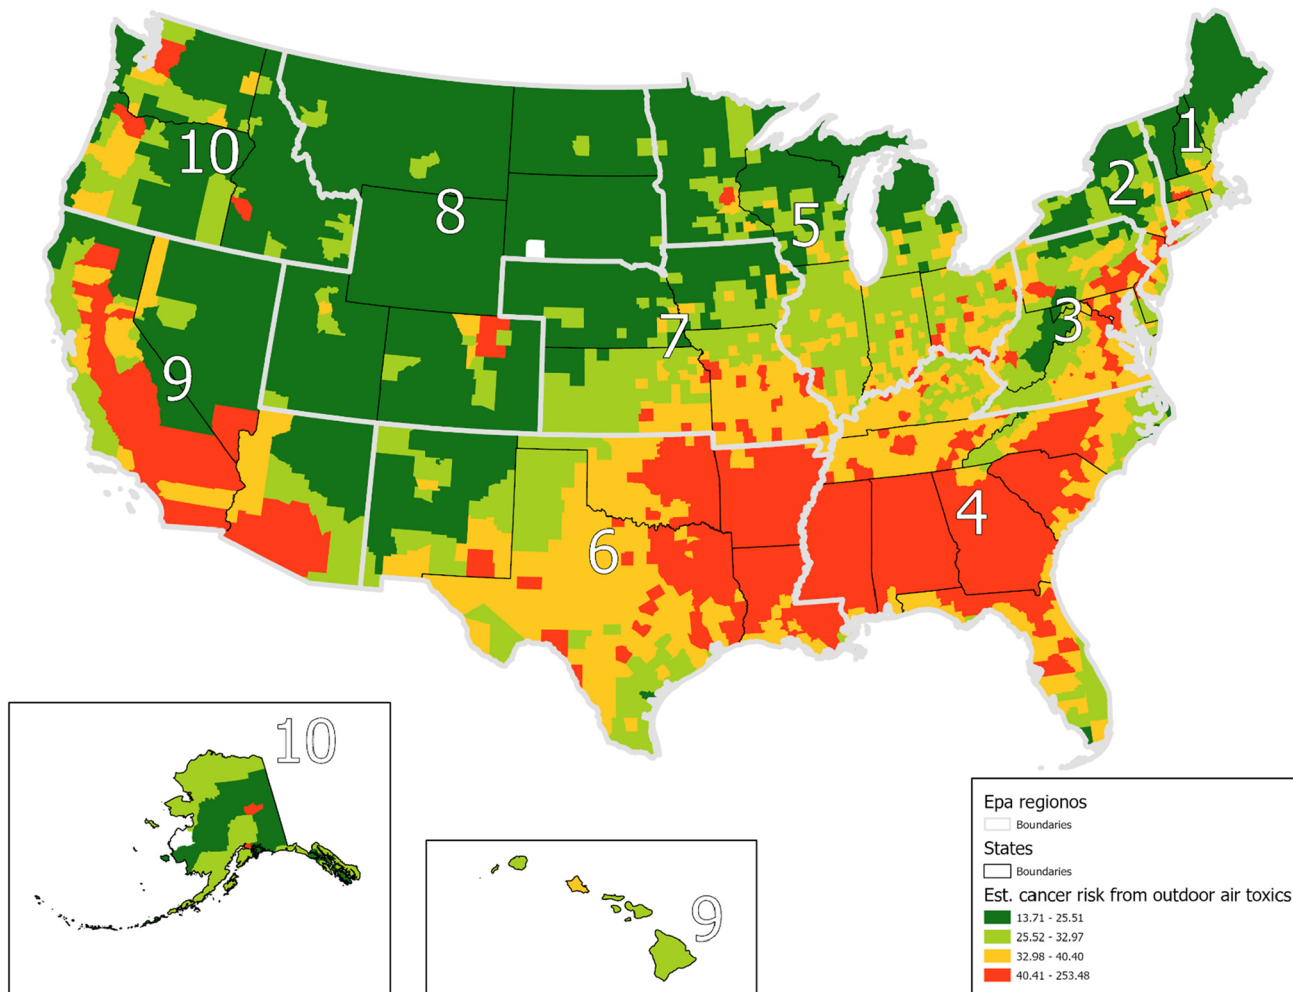 10
8
9
7
5
6
4
3
2
1
10
9
Epa regionos
Boundaries
States
Boundaries
Est. cancer risk from outdoor air toxics
13.71 - 25.51
25.52 - 32.97
32.98 - 40.40
40.41 - 253.48